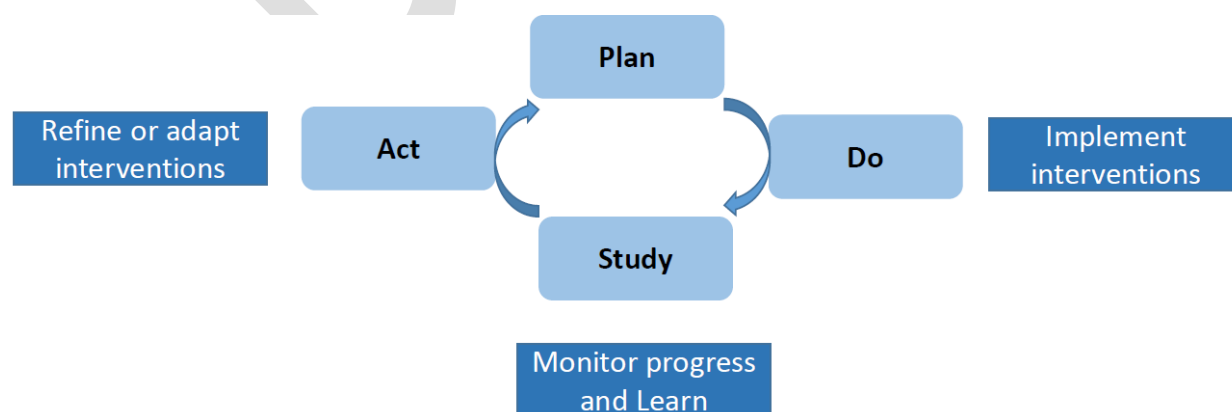 Plan
Refine or adapt
interventions
Act
Do
Implement
interventions
Study
Monitor progress
and Learn